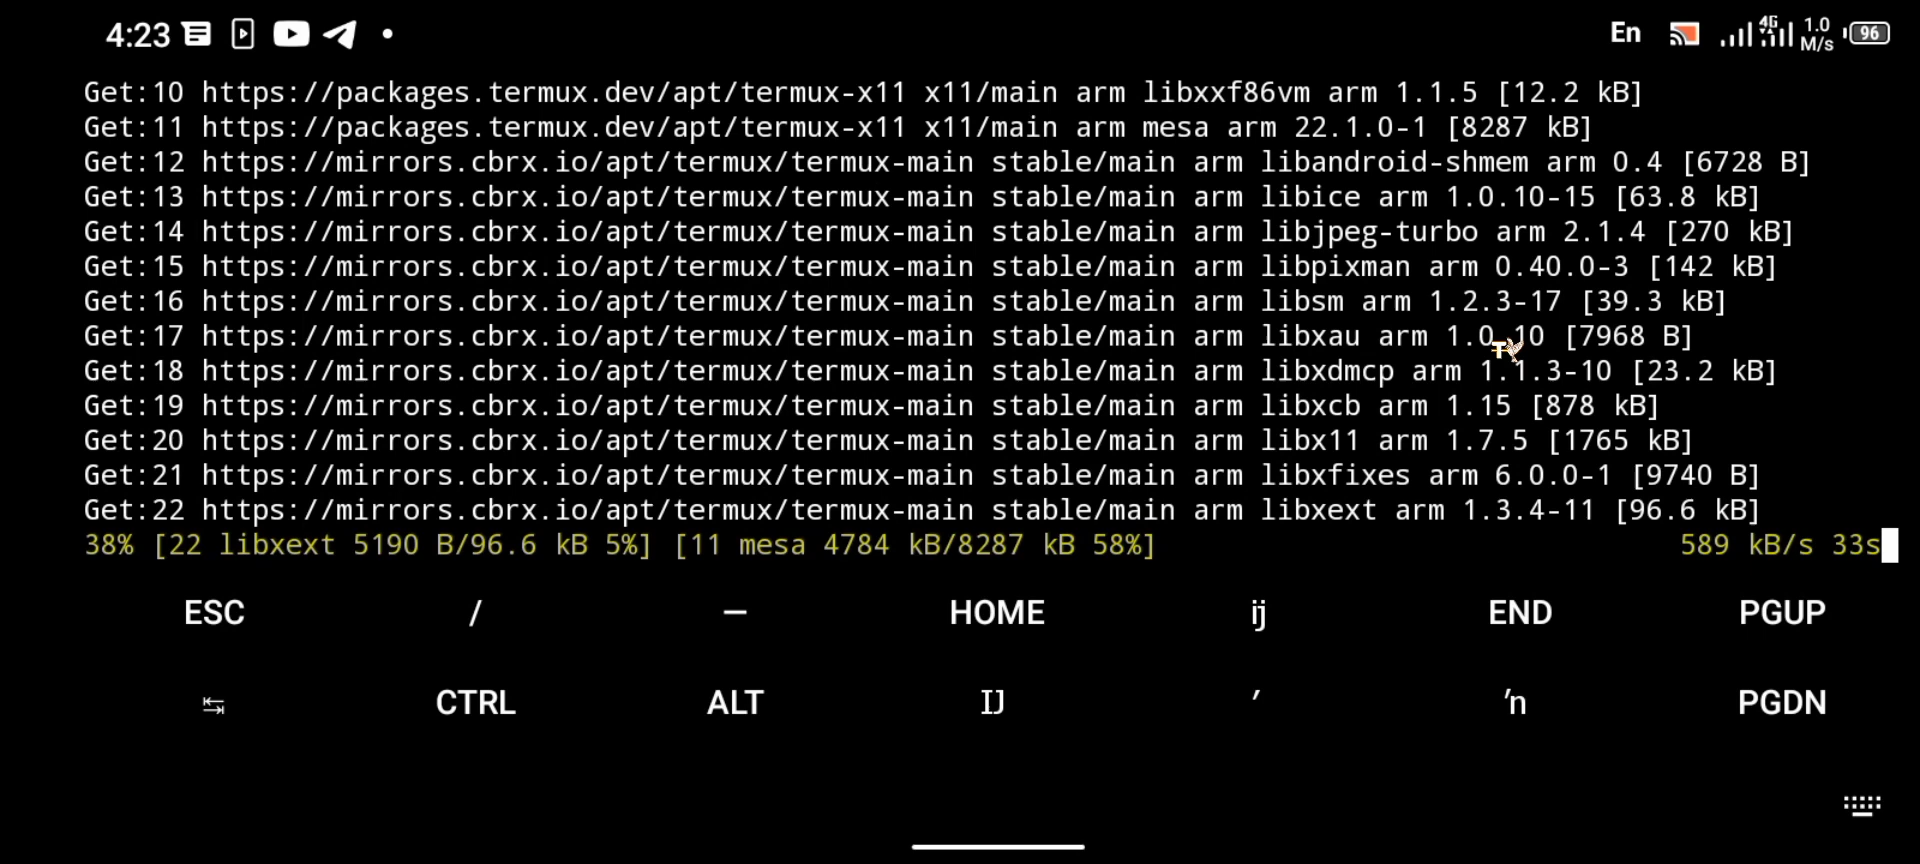 4:23 En 4G 1.0 M/s 96
Get:10 https://packages.termux.dev/apt/termux-x11 x11/main arm libxxf86vm arm 1.1.5 [12.2 kB]
Get:11 https://packages.termux.dev/apt/termux-x11 x11/main arm mesa arm 22.1.0-1 [8287 kB]
Get:12 https://mirrors.cbrx.io/apt/termux/termux-main stable/main arm libandroid-shmem arm 0.4 [6728 B]
Get:13 https://mirrors.cbrx.io/apt/termux/termux-main stable/main arm libice arm 1.0.10-15 [63.8 kB]
Get:14 https://mirrors.cbrx.io/apt/termux/termux-main stable/main arm libjpeg-turbo arm 2.1.4 [270 kB]
Get:15 https://mirrors.cbrx.io/apt/termux/termux-main stable/main arm libpixman arm 0.40.0-3 [142 kB]
Get:16 https://mirrors.cbrx.io/apt/termux/termux-main stable/main arm libsm arm 1.2.3-17 [39.3 kB]
Get:17 https://mirrors.cbrx.io/apt/termux/termux-main stable/main arm libxau arm 1.0.10 [7968 B]
Get:18 https://mirrors.cbrx.io/apt/termux/termux-main stable/main arm libxdmcp arm 1.1.3-10 [23.2 kB]
Get:19 https://mirrors.cbrx.io/apt/termux/termux-main stable/main arm libxcb arm 1.15 [878 kB]
Get:20 https://mirrors.cbrx.io/apt/termux/termux-main stable/main arm libx11 arm 1.7.5 [1765 kB]
Get:21 https://mirrors.cbrx.io/apt/termux/termux-main stable/main arm libxfixes arm 6.0.0-1 [9740 B]
Get:22 https://mirrors.cbrx.io/apt/termux/termux-main stable/main arm libxext arm 1.3.4-11 [96.6 kB]
38% [22 libxext 5190 B/96.6 kB 5%] [11 mesa 4784 kB/8287 kB 58%] 589 kB/s 33s
ESC / — HOME ĳ END PGUP
↹ CTRL ALT Ĳ ′ ŉ PGDN